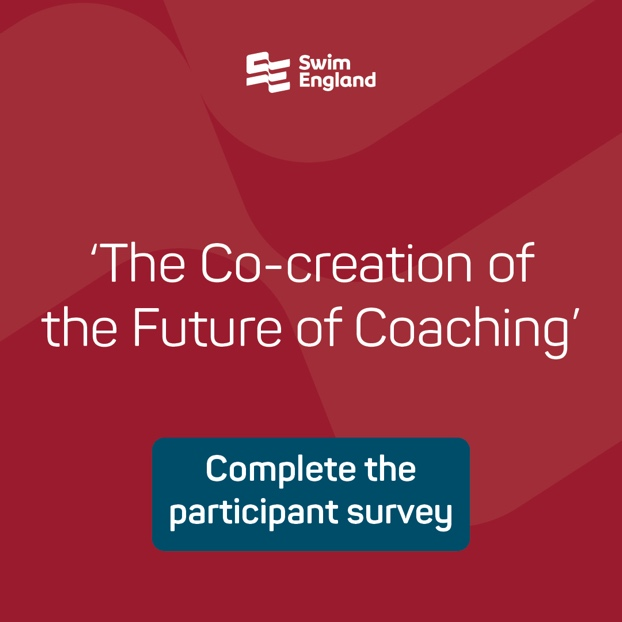 Swim
England
‘The Co-creation of
the Future of Coaching’
Complete the
participant survey